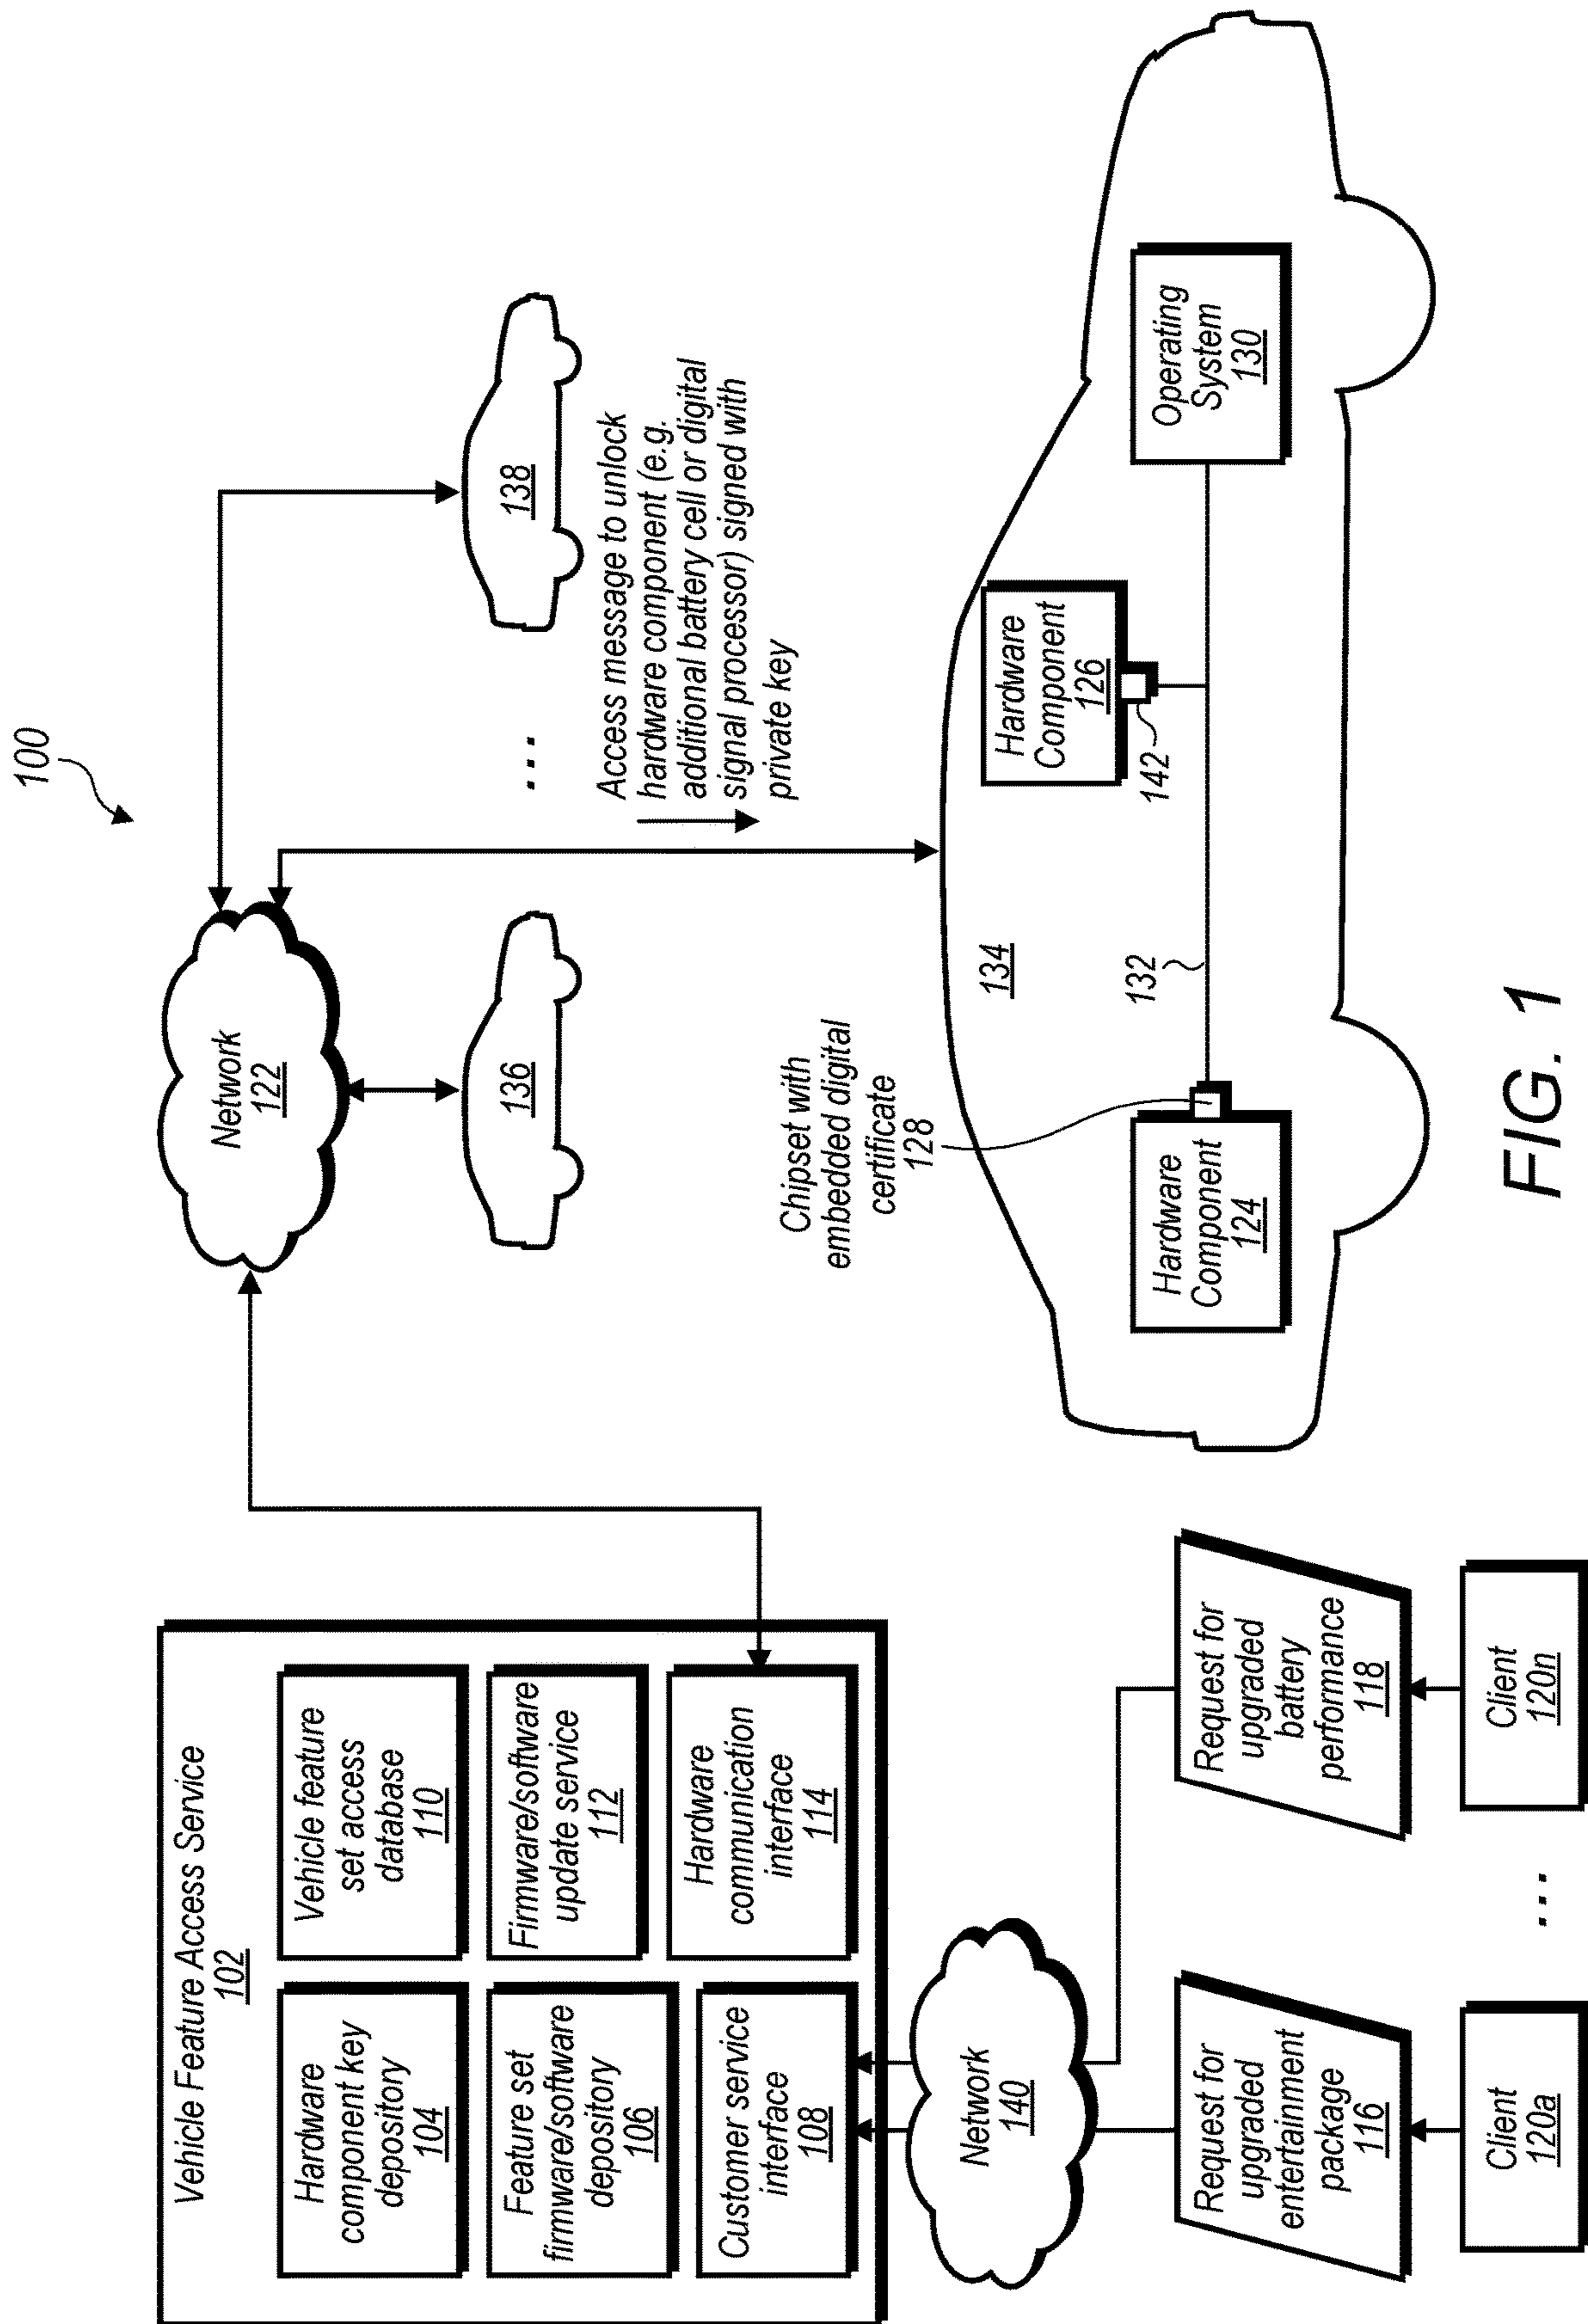 100
Vehicle Feature Access Service
102
Hardware
component key
depository
104
Vehicle feature
set access
database
110
Feature set
firmware/software
depository
106
Firmware/software
update service
112
Customer service
interface
108
Hardware
communication
interface
114
Network
140
Request for
upgraded
entertainment
package
116
Request for
upgraded
battery
performance
118
Client
120a
...
Client
120n
Network
122
136
...
138
Access message to unlock
hardware component (e.g.
additional battery cell or digital
signal processor) signed with
private key
Chipset with
embedded digital
certificate
128
134
Hardware
Component
124
132
Hardware
Component
126
142
Operating
System
130
FIG. 1